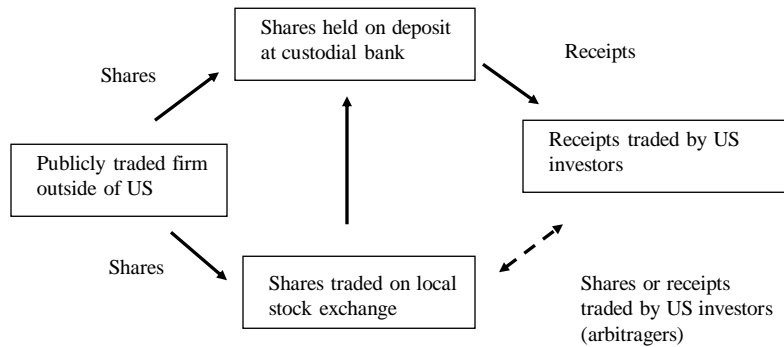 Shares held on deposit
at custodial bank
Receipts
Shares
Publicly traded firm
outside of US
Receipts traded by US
investors
Shares
Shares traded on local
stock exchange
Shares or receipts
traded by US investors
(arbitragers)